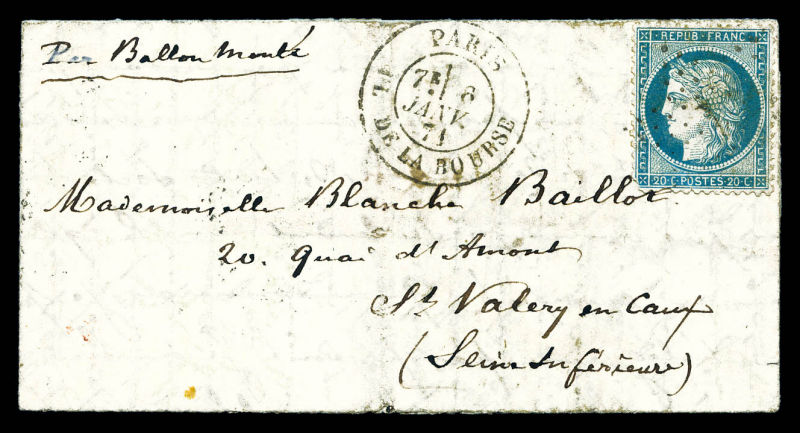 Par Ballon Monté
PARIS
7E 6
JANV.
71
DE LA BOURSE
REPUB. FRANC.
20·C·POSTES·20·C·
Mademoiselle Blanche Baillot
20. Quai d'Amont
St Valery en Caux
(Seine Inférieure)